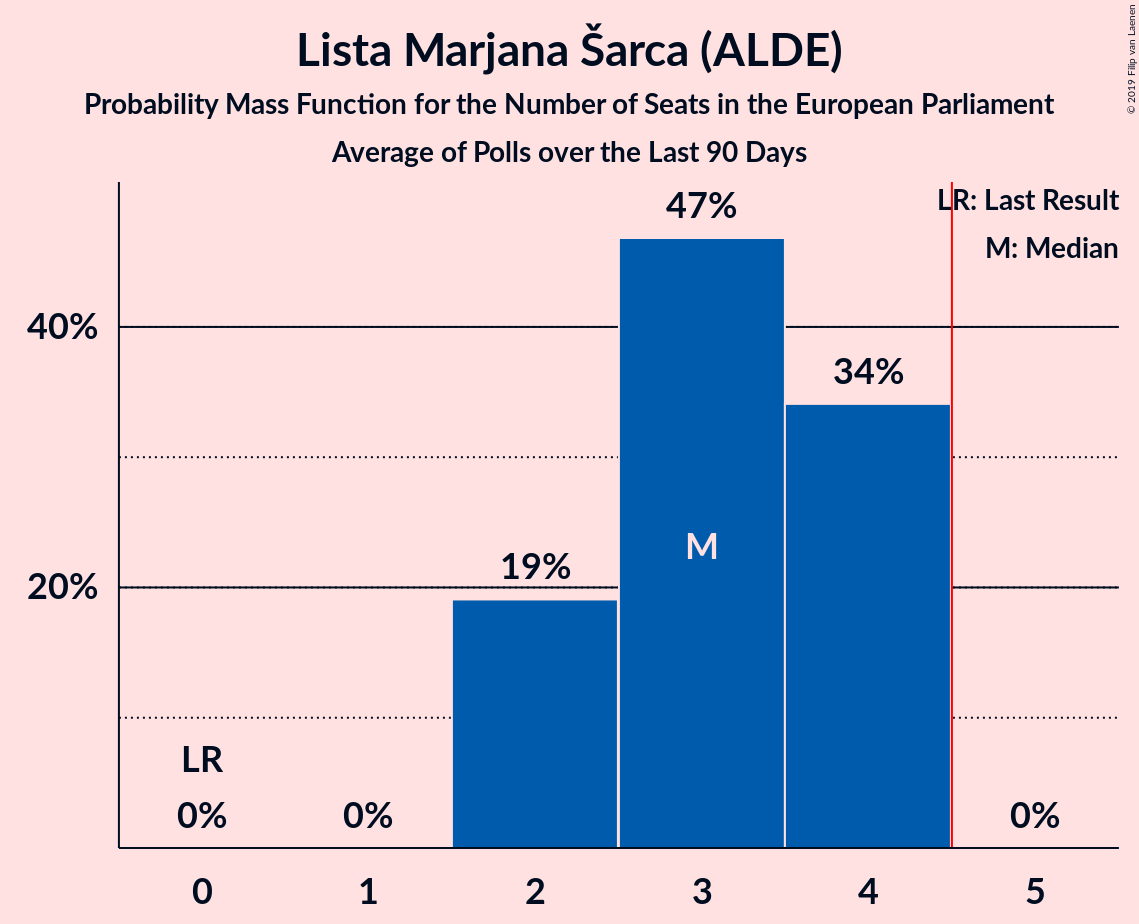 Lista Marjana Šarca (ALDE)
Probability Mass Function for the Number of Seats in the European Parliament
Average of Polls over the Last 90 Days
© 2019 Filip van Laenen
LR: Last Result
M: Median
47%
40%
34%
M
19%
20%
LR
0%
0%
0%
0
1
2
3
4
5